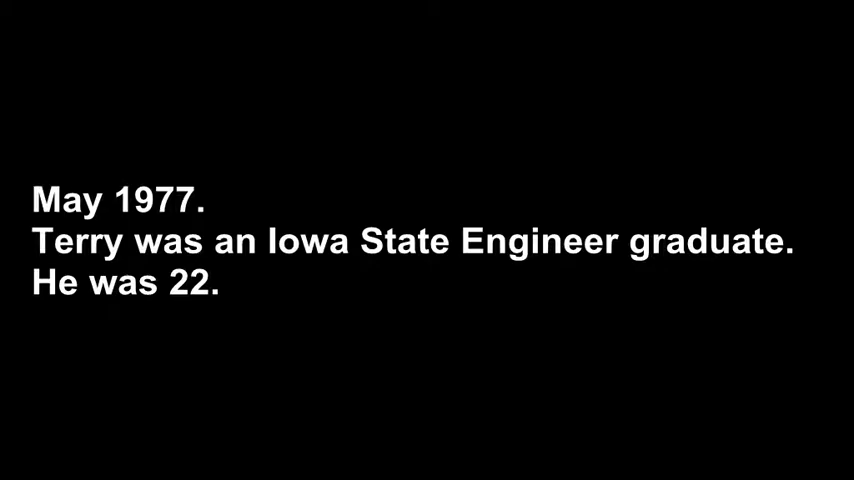 May 1977.
Terry was an Iowa State Engineer graduate.
He was 22.